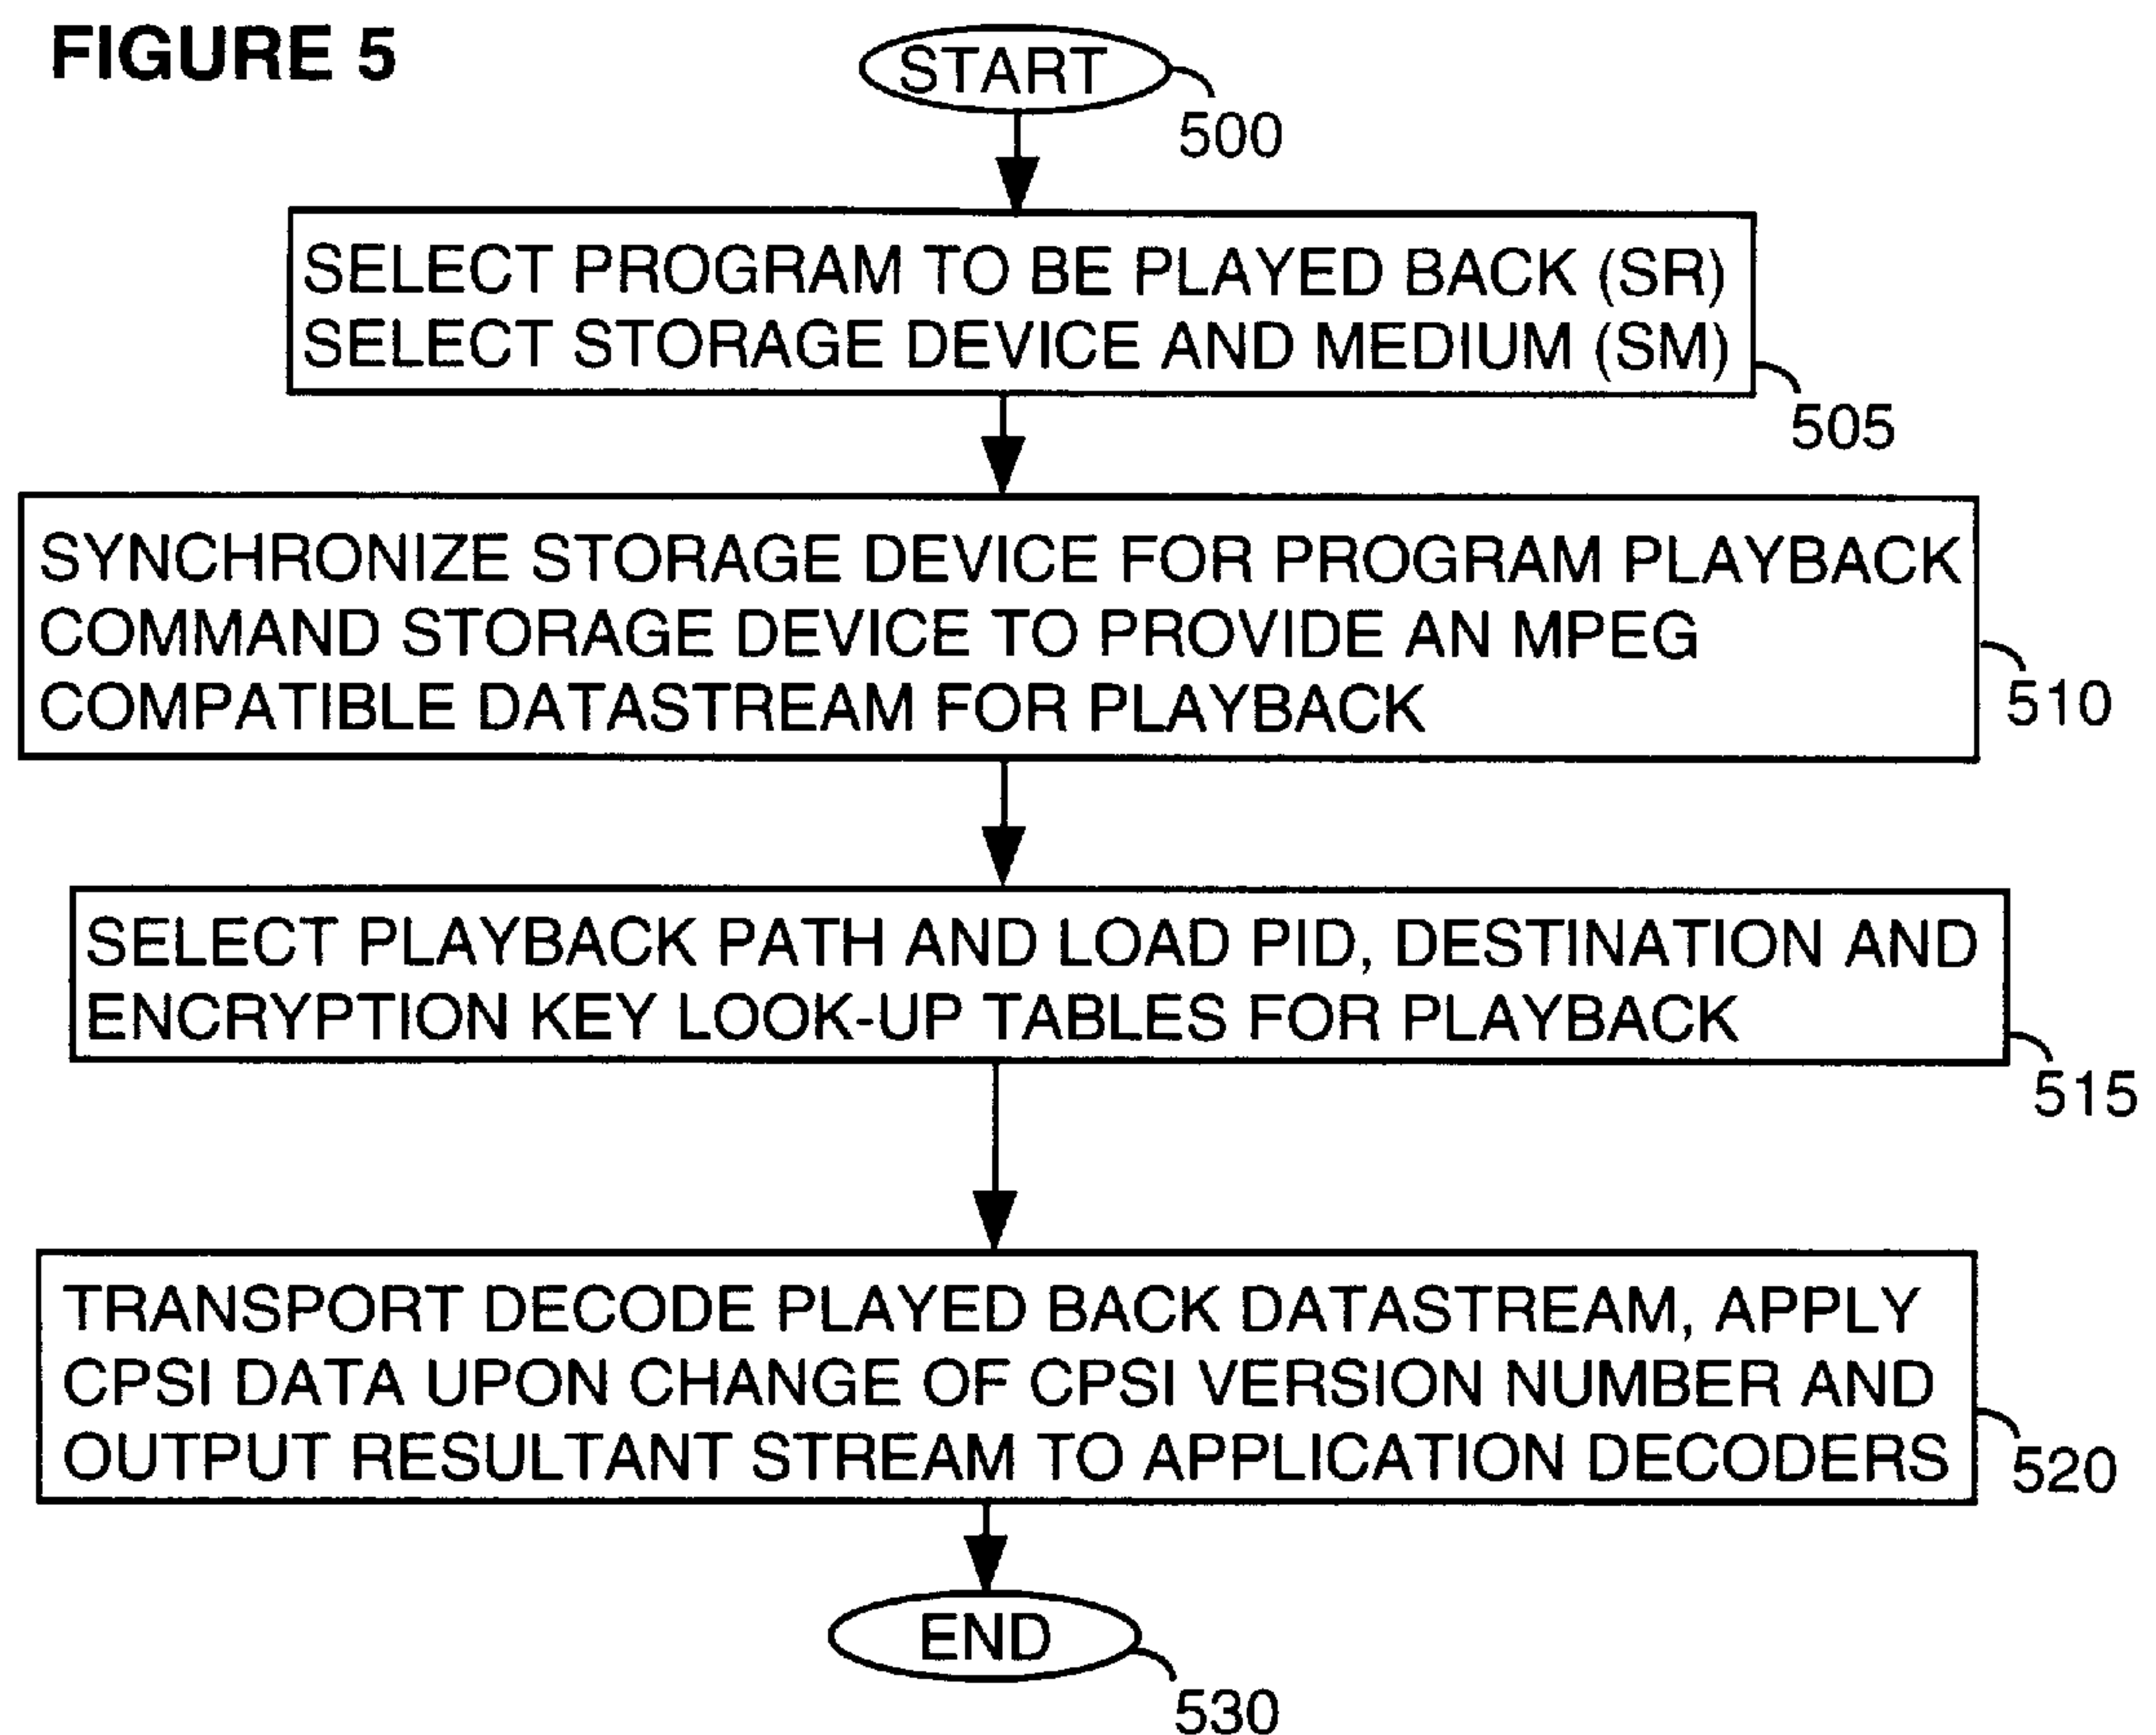 FIGURE 5
START
500
SELECT PROGRAM TO BE PLAYED BACK (SR)
SELECT STORAGE DEVICE AND MEDIUM (SM)
505
SYNCHRONIZE STORAGE DEVICE FOR PROGRAM PLAYBACK
COMMAND STORAGE DEVICE TO PROVIDE AN MPEG
COMPATIBLE DATASTREAM FOR PLAYBACK
510
SELECT PLAYBACK PATH AND LOAD PID, DESTINATION AND
ENCRYPTION KEY LOOK-UP TABLES FOR PLAYBACK
515
TRANSPORT DECODE PLAYED BACK DATASTREAM, APPLY
CPSI DATA UPON CHANGE OF CPSI VERSION NUMBER AND
OUTPUT RESULTANT STREAM TO APPLICATION DECODERS
520
END
530